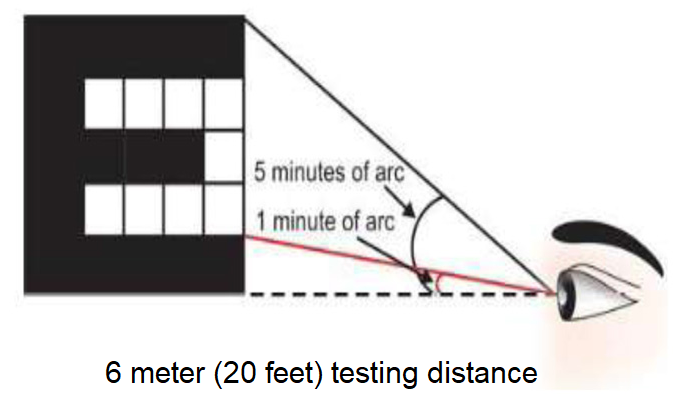 5 minutes of arc
1 minute of arc
6 meter (20 feet) testing distance